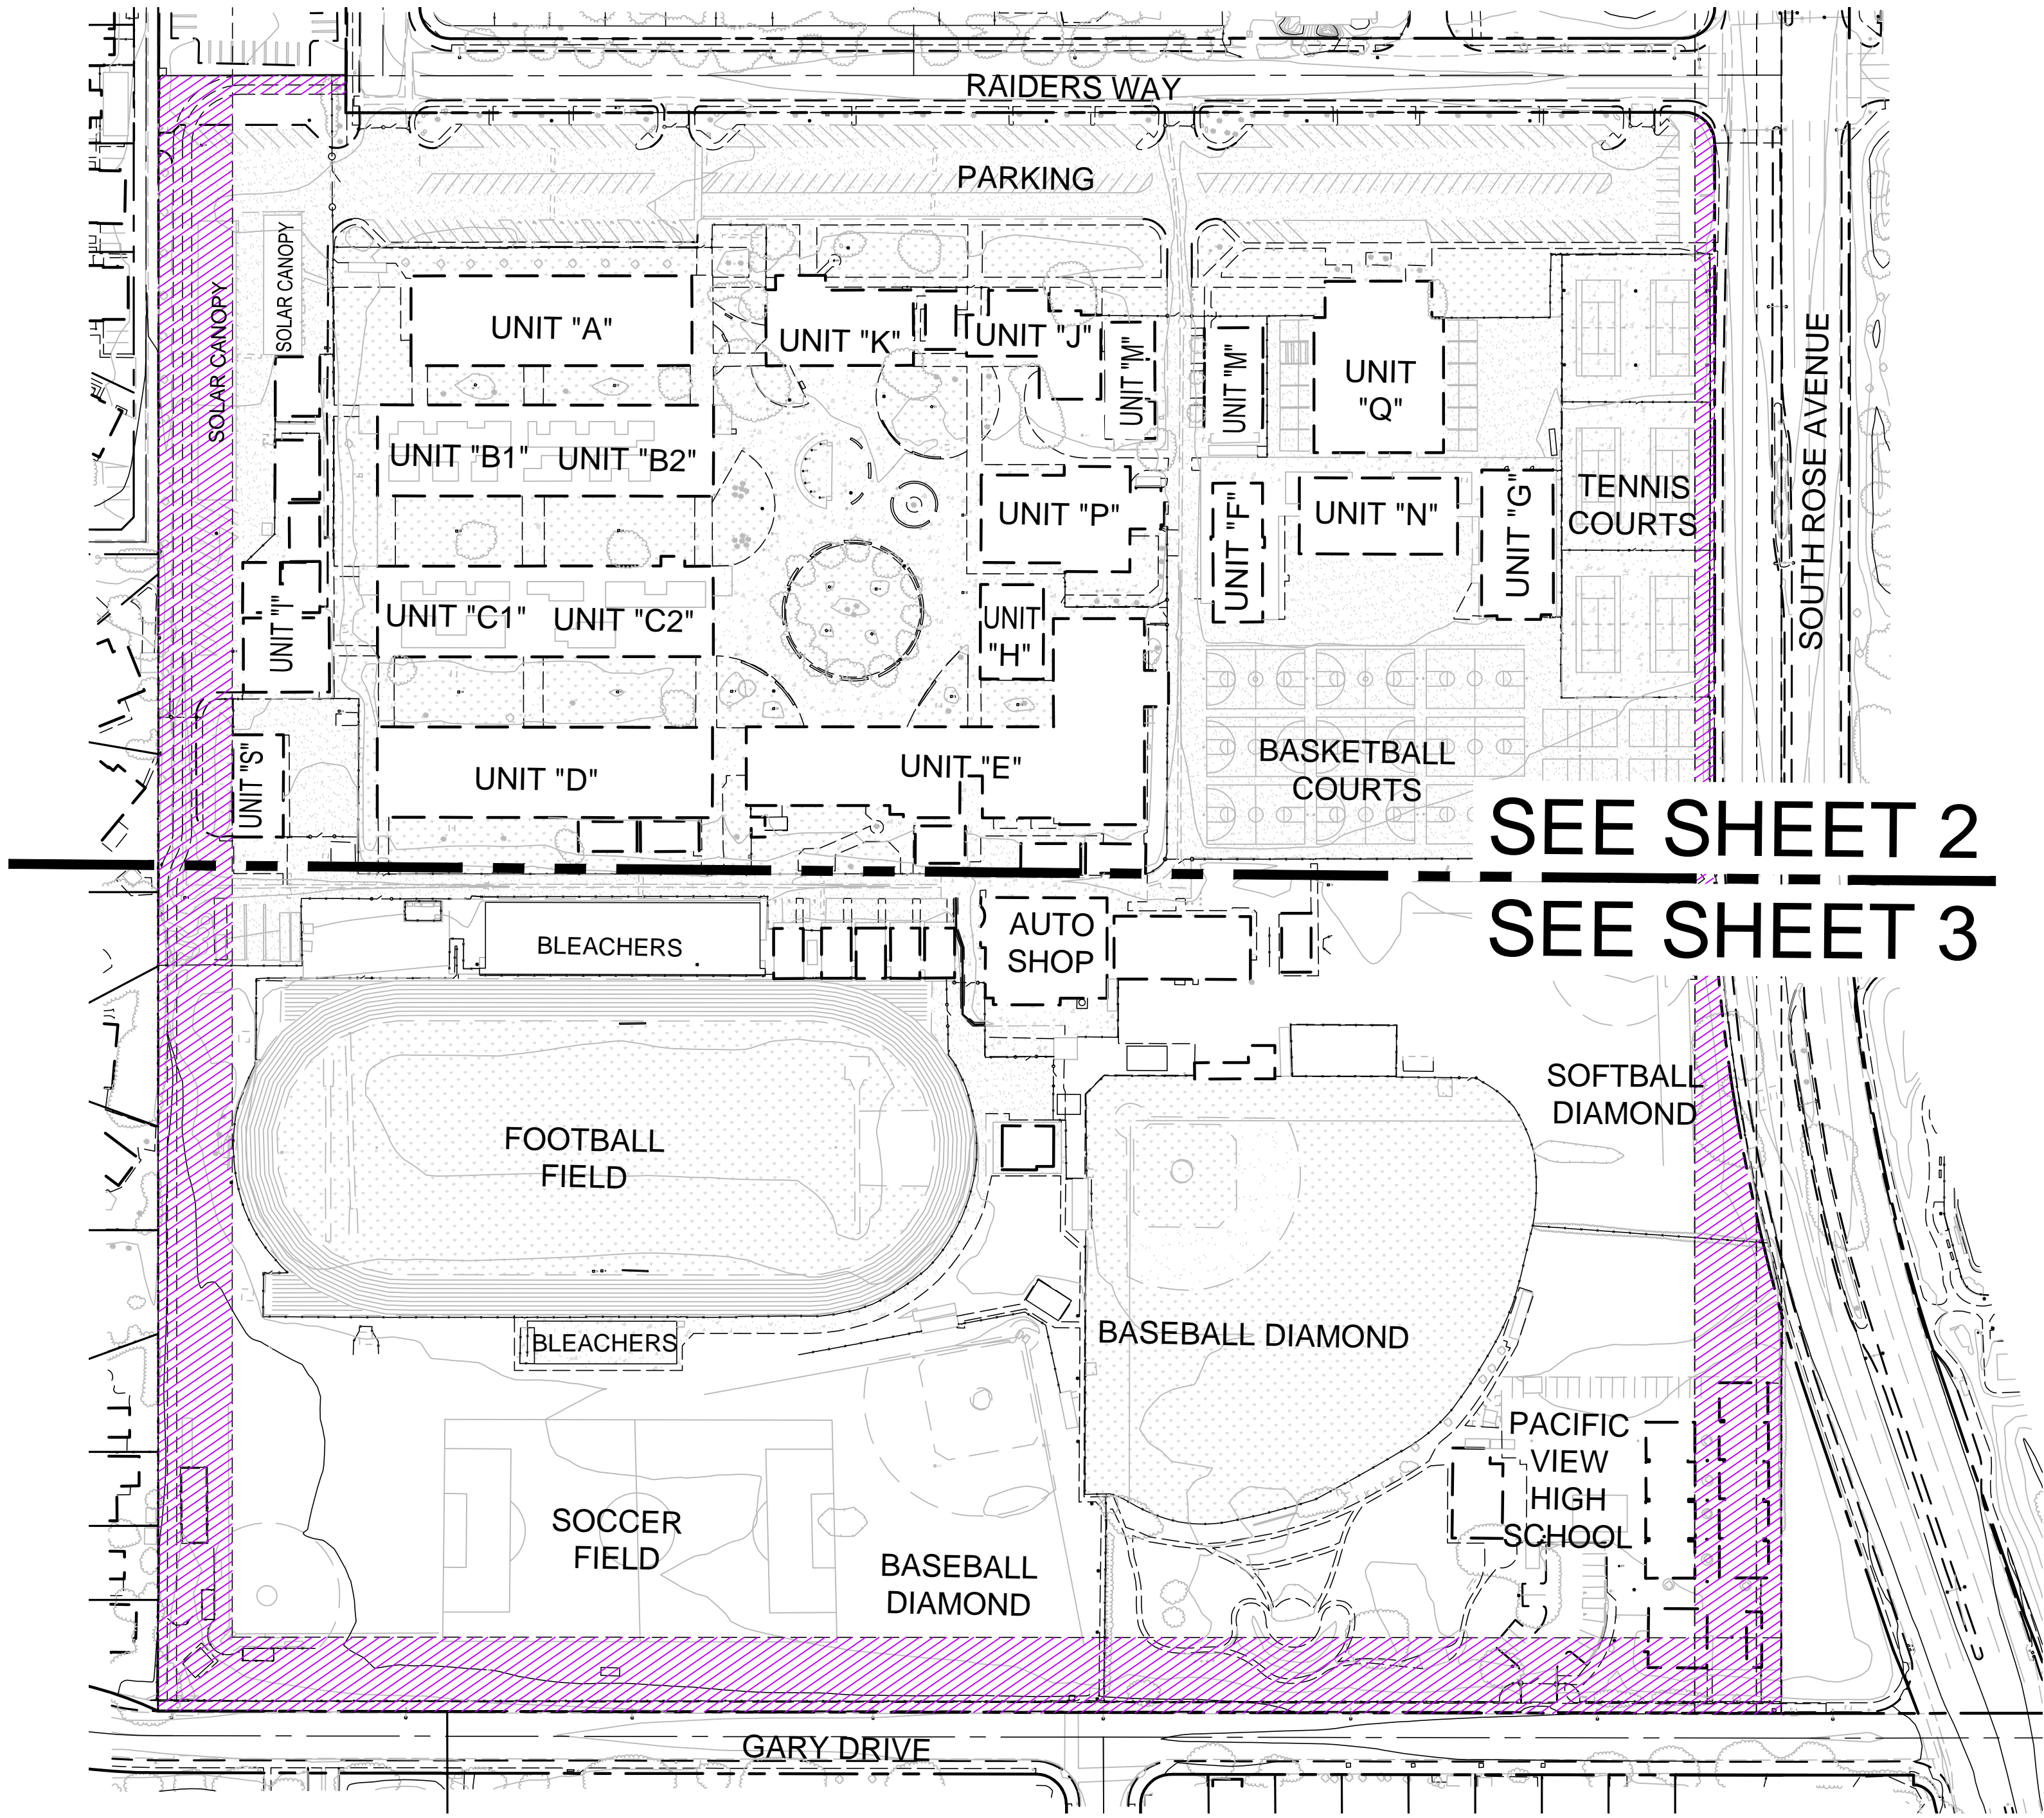 RAIDERS WAY
PARKING
SOLAR CANOPY
SOLAR CANOPY
UNIT "A"
UNIT "K"
UNIT "J"
UNIT "M"
UNIT "M"
UNIT
"Q"
SOUTH ROSE AVENUE
UNIT "B1"
UNIT "B2"
UNIT "P"
UNIT "F"
UNIT "N"
UNIT "G"
TENNIS
COURTS
UNIT "I"
UNIT "C1"
UNIT "C2"
UNIT
"H"
UNIT "S"
UNIT "D"
UNIT "E"
BASKETBALL
COURTS
SEE SHEET 2
SEE SHEET 3
BLEACHERS
AUTO
SHOP
SOFTBALL
DIAMOND
FOOTBALL
FIELD
BLEACHERS
BASEBALL DIAMOND
PACIFIC
VIEW
HIGH
SCHOOL
SOCCER
FIELD
BASEBALL
DIAMOND
GARY DRIVE